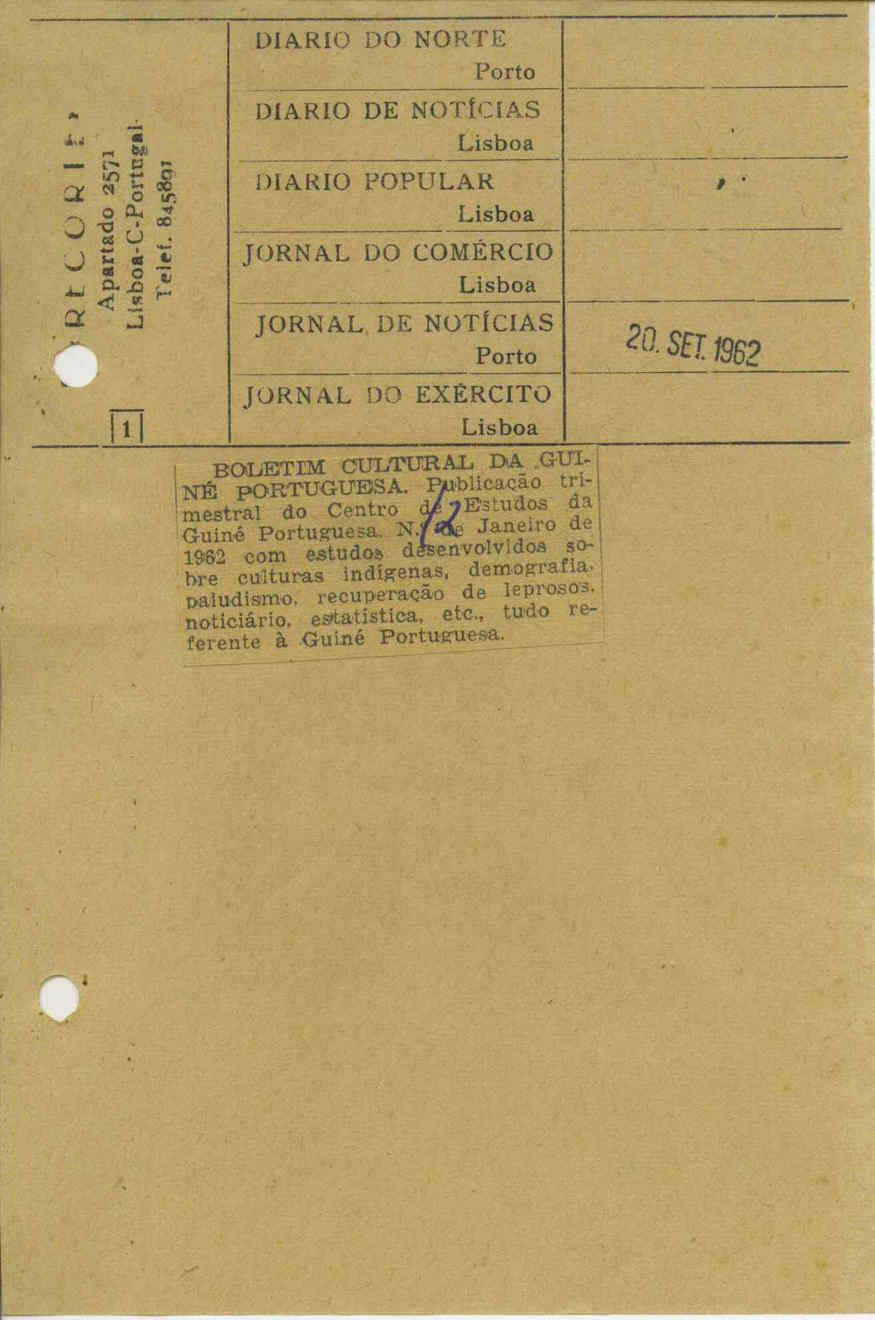 «RECORTE»
Apartado 2571
Lisboa-C-Portugal
Telef. 845891
1
DIARIO DO NORTE
Porto
DIARIO DE NOTÍCIAS
Lisboa
DIARIO POPULAR
Lisboa
JORNAL DO COMÉRCIO
Lisboa
JORNAL DE NOTÍCIAS
Porto
20. SET. 1962
JORNAL DO EXÉRCITO
Lisboa
BOLETIM CULTURAL DA GUI-
NÉ PORTUGUESA. Publicação tri-
mestral do Centro de Estudos da
Guiné Portuguesa. N.º de Janeiro de
1962 com estudos desenvolvidos so-
bre culturas indígenas, demografia,
paludismo, recuperação de leprosos,
noticiário, estatística, etc., tudo re-
ferente à Guiné Portuguesa.